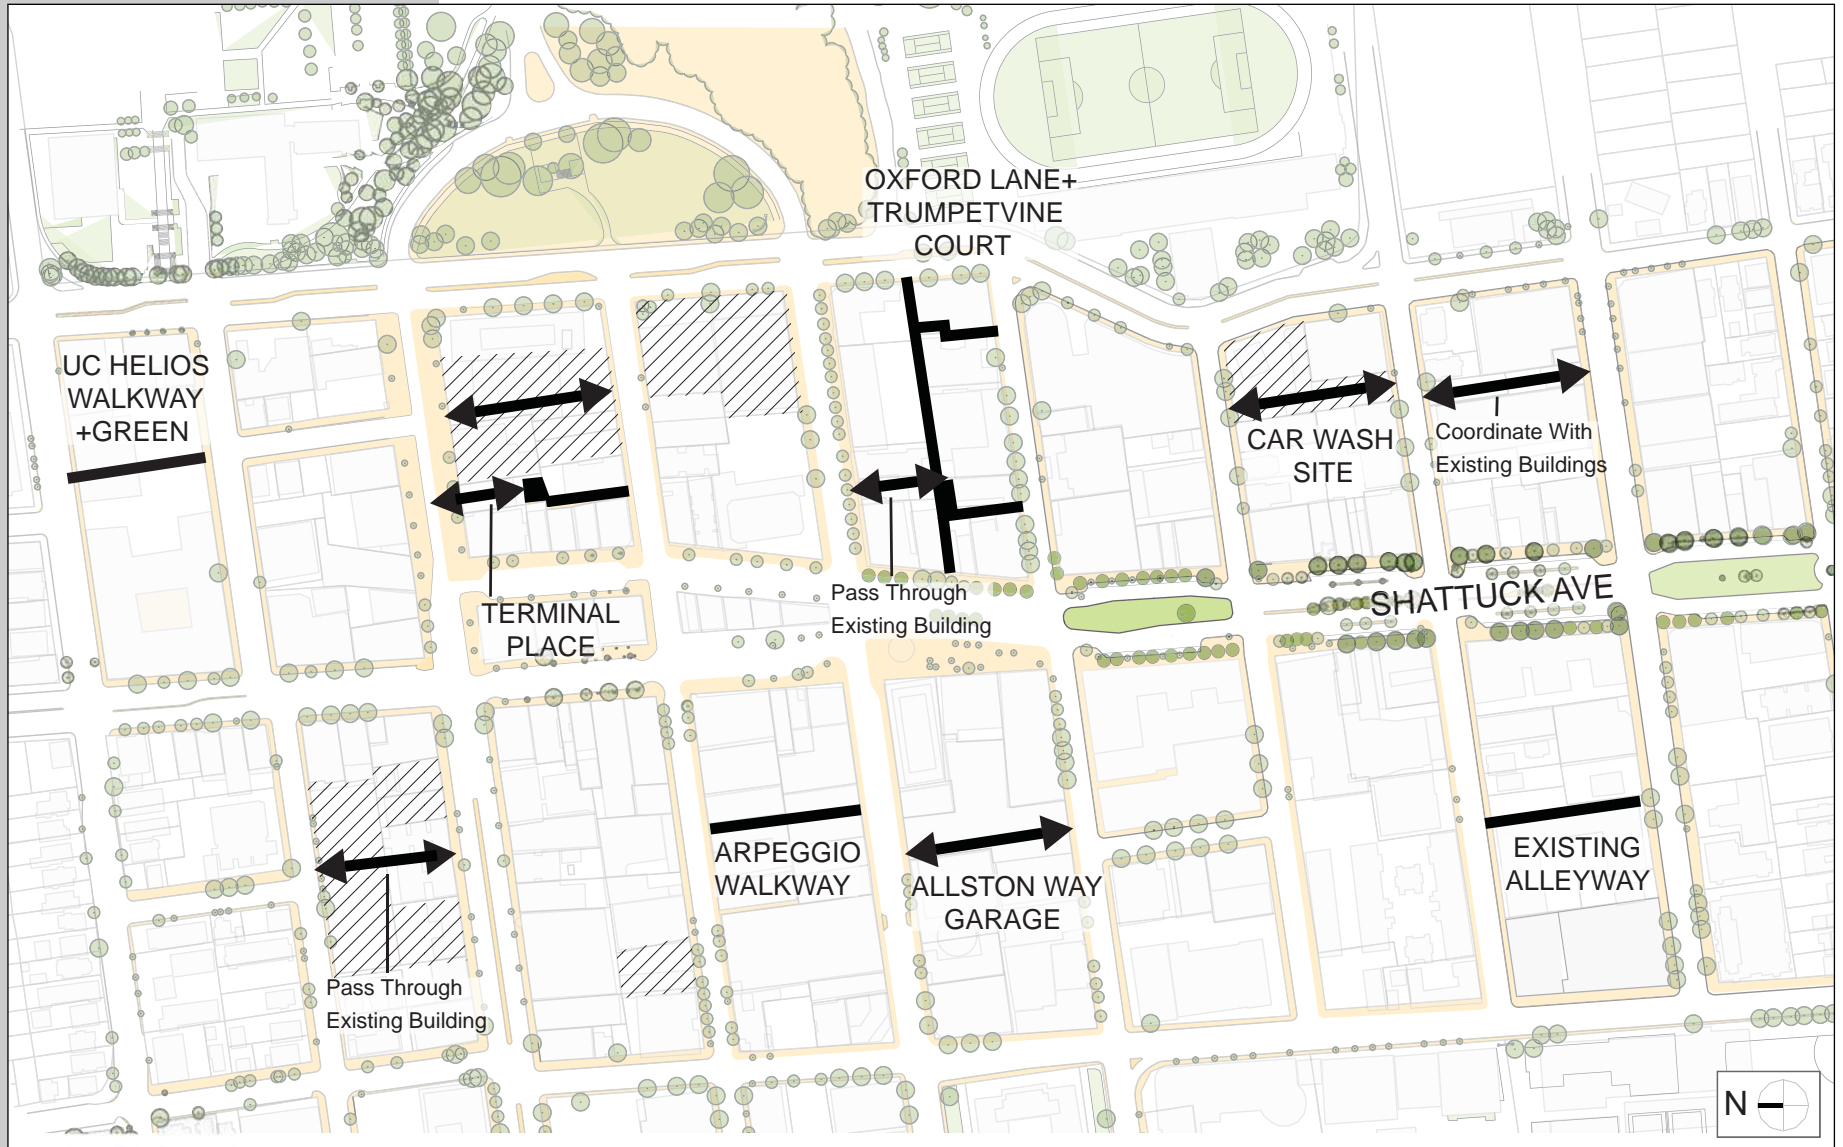 OXFORD LANE+
TRUMPETVINE
COURT
UC HELIOS
WALKWAY
+GREEN
CAR WASH
SITE
Coordinate With
Existing Buildings
TERMINAL
PLACE
Pass Through
Existing Building
SHATTUCK AVE
ARPEGGIO
WALKWAY
ALLSTON WAY
GARAGE
EXISTING
ALLEYWAY
Pass Through
Existing Building
N